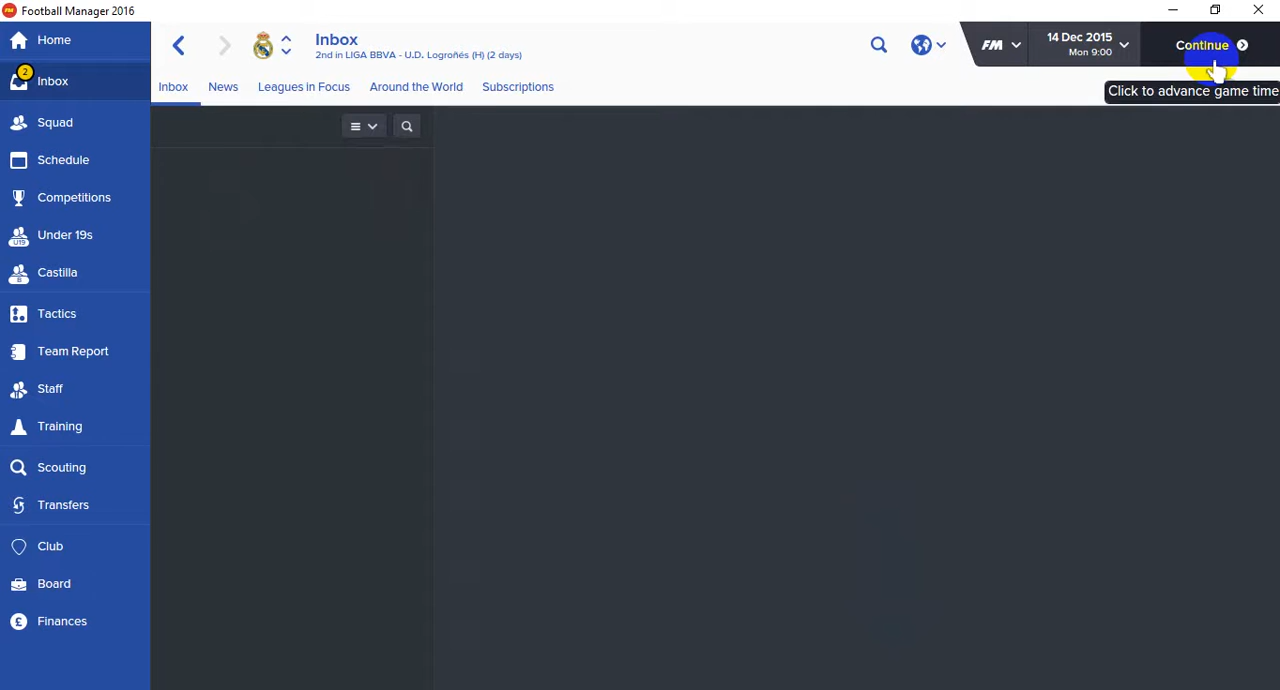 Football Manager 2016
Home
2
Inbox
Squad
Schedule
Competitions
U19
Under 19s
B
Castilla
Tactics
Team Report
Staff
Training
Scouting
Transfers
Club
Board
£
Finances
Inbox
2nd in LIGA BBVA - U.D. Logroñés (H) (2 days)
FM
14 Dec 2015
Mon 9:00
Continue
Click to advance game time
Inbox
News
Leagues in Focus
Around the World
Subscriptions